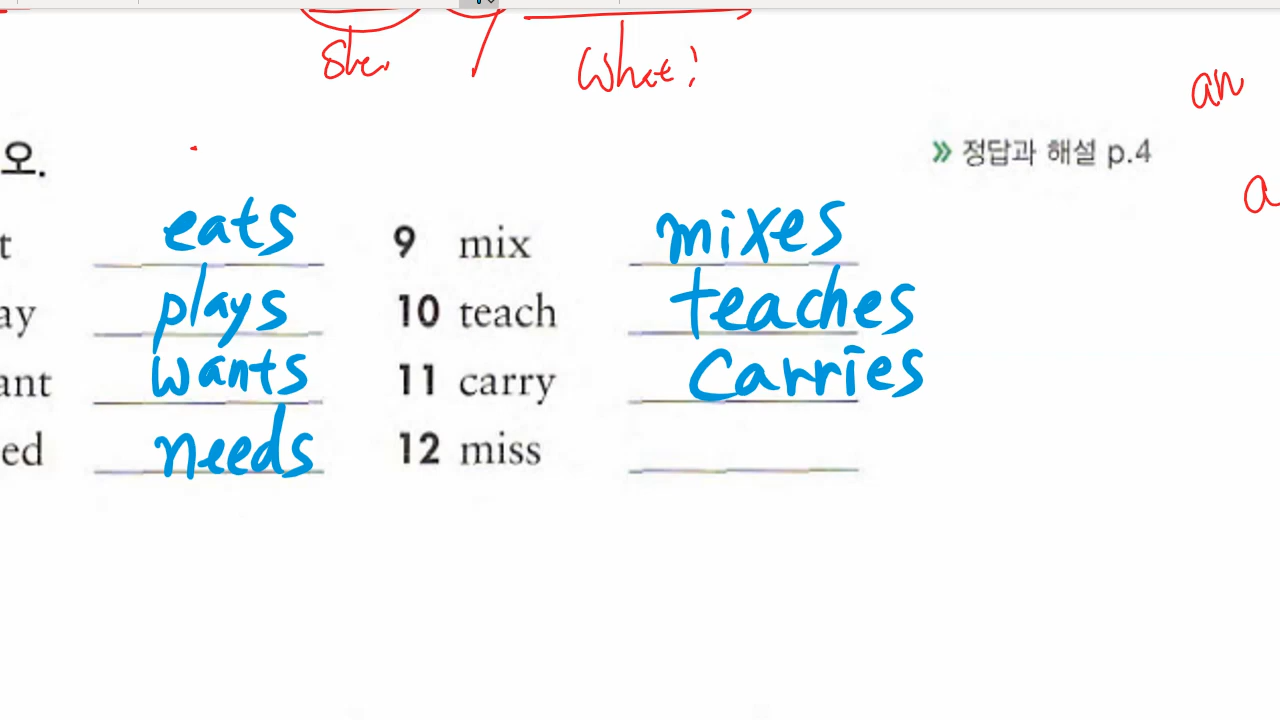 She, What?
an
오.
» 정답과 해설 p.4
a
t eats 9 mix mixes
ay plays 10 teach teaches
ant wants 11 carry carries
ed needs 12 miss